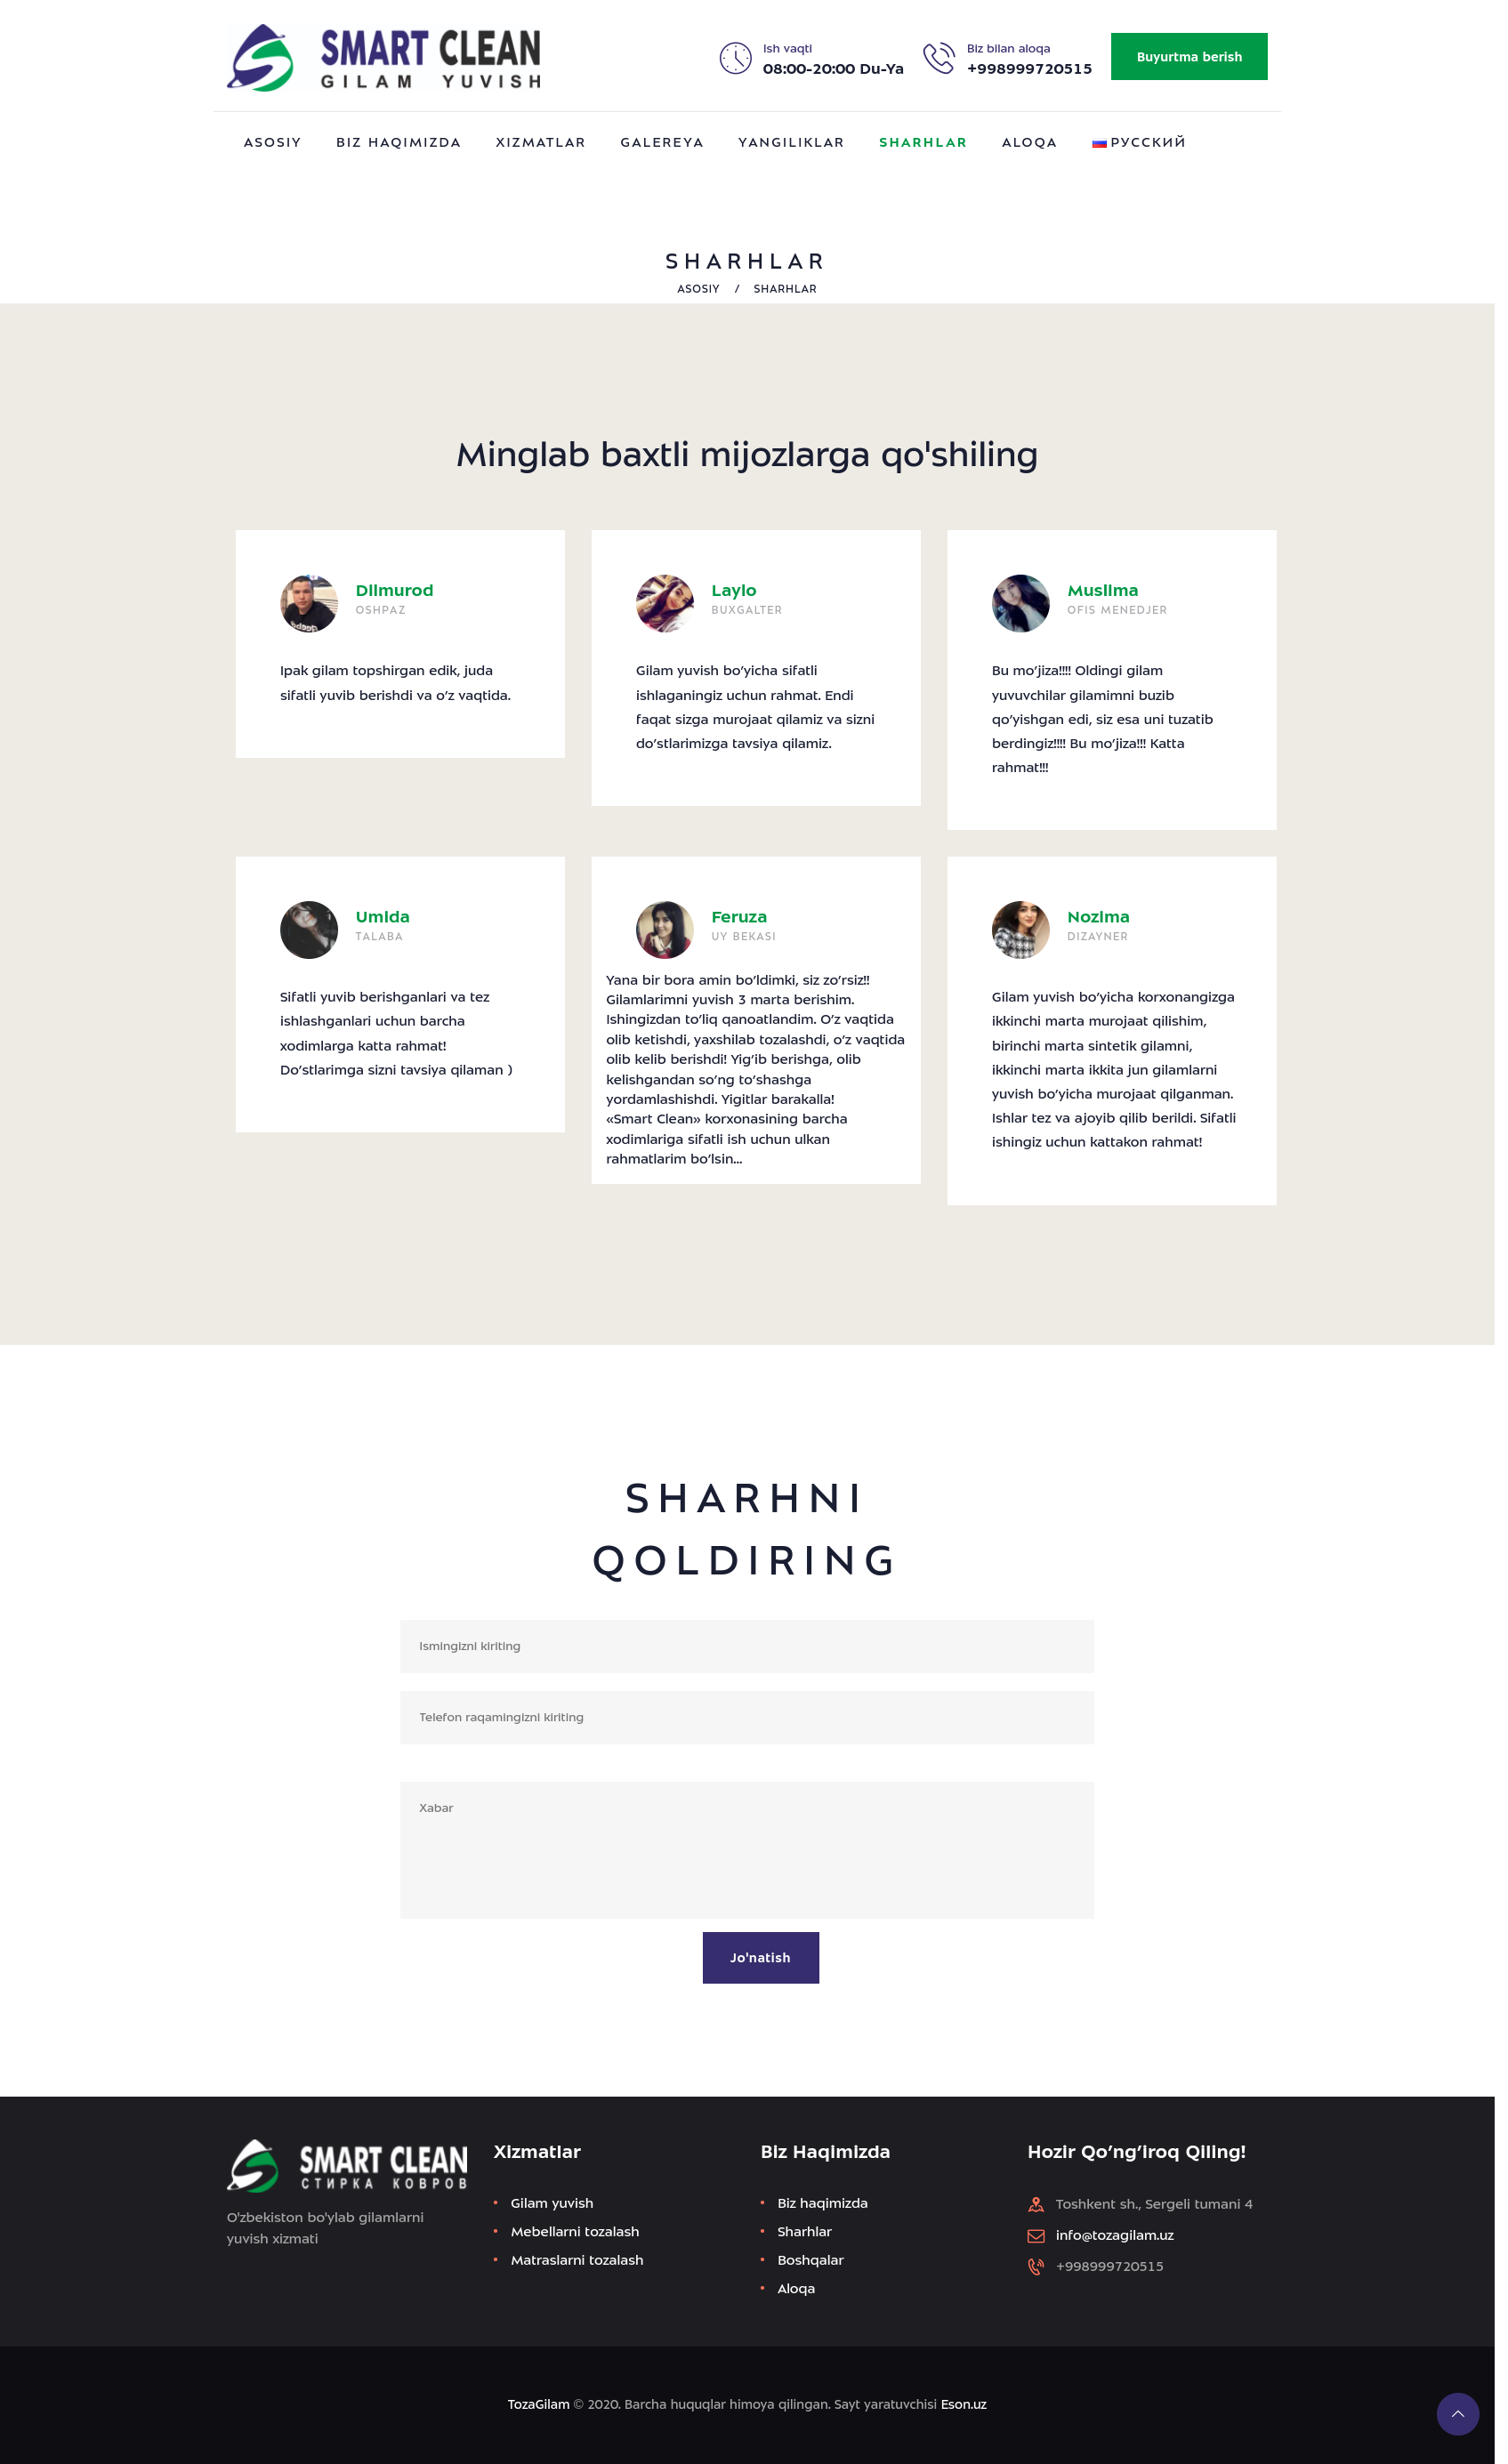 SMART CLEAN
GILAM YUVISH
Ish vaqti
08:00-20:00 Du-Ya
Biz bilan aloqa
+998999720515
Buyurtma berish
ASOSIY
BIZ HAQIMIZDA
XIZMATLAR
GALEREYA
YANGILIKLAR
SHARHLAR
ALOQA
РУССКИЙ
SHARHLAR
ASOSIY / SHARHLAR
Minglab baxtli mijozlarga qo'shiling
Dilmurod
OSHPAZ
Ipak gilam topshirgan edik, juda
sifatli yuvib berishdi va o’z vaqtida.
Laylo
BUXGALTER
Gilam yuvish bo’yicha sifatli
ishlaganingiz uchun rahmat. Endi
faqat sizga murojaat qilamiz va sizni
do’stlarimizga tavsiya qilamiz.
Muslima
OFIS MENEDJER
Bu mo’jiza!!!! Oldingi gilam
yuvuvchilar gilamimni buzib
qo’yishgan edi, siz esa uni tuzatib
berdingiz!!!! Bu mo’jiza!!! Katta
rahmat!!!
Umida
TALABA
Sifatli yuvib berishganlari va tez
ishlashganlari uchun barcha
xodimlarga katta rahmat!
Do’stlarimga sizni tavsiya qilaman )
Feruza
UY BEKASI
Yana bir bora amin bo’ldimki, siz zo’rsiz!!
Gilamlarimni yuvish 3 marta berishim.
Ishingizdan to’liq qanoatlandim. O’z vaqtida
olib ketishdi, yaxshilab tozalashdi, o’z vaqtida
olib kelib berishdi! Yig’ib berishga, olib
kelishgandan so’ng to’shashga
yordamlashishdi. Yigitlar barakalla!
«Smart Clean» korxonasining barcha
xodimlariga sifatli ish uchun ulkan
rahmatlarim bo’lsin...
Nozima
DIZAYNER
Gilam yuvish bo’yicha korxonangizga
ikkinchi marta murojaat qilishim,
birinchi marta sintetik gilamni,
ikkinchi marta ikkita jun gilamlarni
yuvish bo’yicha murojaat qilganman.
Ishlar tez va ajoyib qilib berildi. Sifatli
ishingiz uchun kattakon rahmat!
SHARHNI
QOLDIRING
Ismingizni kiriting
Telefon raqamingizni kiriting
Xabar
Jo'natish
SMART CLEAN
СТИРКА КОВРОВ
O'zbekiston bo'ylab gilamlarni
yuvish xizmati
Xizmatlar
Gilam yuvish
Mebellarni tozalash
Matraslarni tozalash
Biz Haqimizda
Biz haqimizda
Sharhlar
Boshqalar
Aloqa
Hozir Qo’ng’iroq Qiling!
Toshkent sh., Sergeli tumani 4
info@tozagilam.uz
+998999720515
TozaGilam © 2020. Barcha huquqlar himoya qilingan. Sayt yaratuvchisi Eson.uz